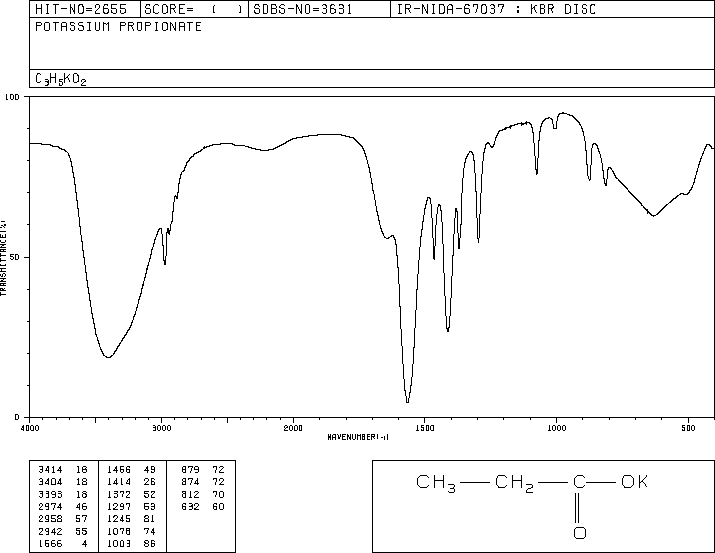 HIT-NO=2655 SCORE= ( ) SDBS-NO=3631 IR-NIDA-67037 : KBR DISC
POTASSIUM PROPIONATE
C3H5KO2
100
TRANSMITTANCE(%)
50
0
4000 3000 2000 1500 1000 500
WAVENUMBER(-1)
3414 18 1466 49 879 72
3404 18 1414 26 874 72
3393 18 1372 52 812 70
2974 46 1297 53 632 60
2958 57 1245 81
2942 55 1078 74
1566 4 1003 86
CH3 CH2 C OK
O